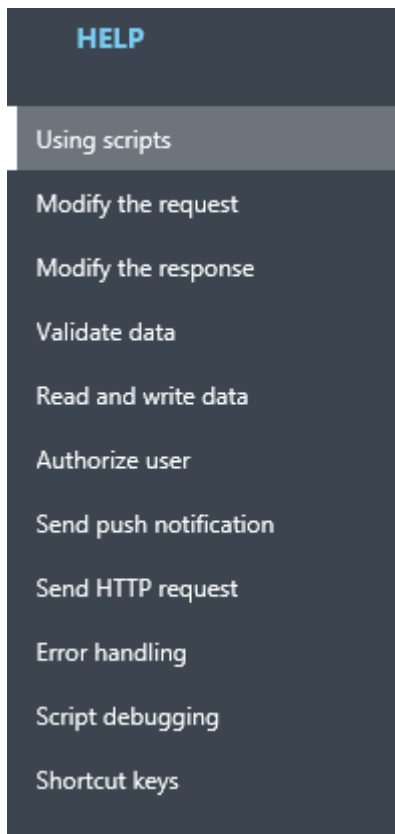 HELP
Using scripts
Modify the request
Modify the response
Validate data
Read and write data
Authorize user
Send push notification
Send HTTP request
Error handling
Script debugging
Shortcut keys